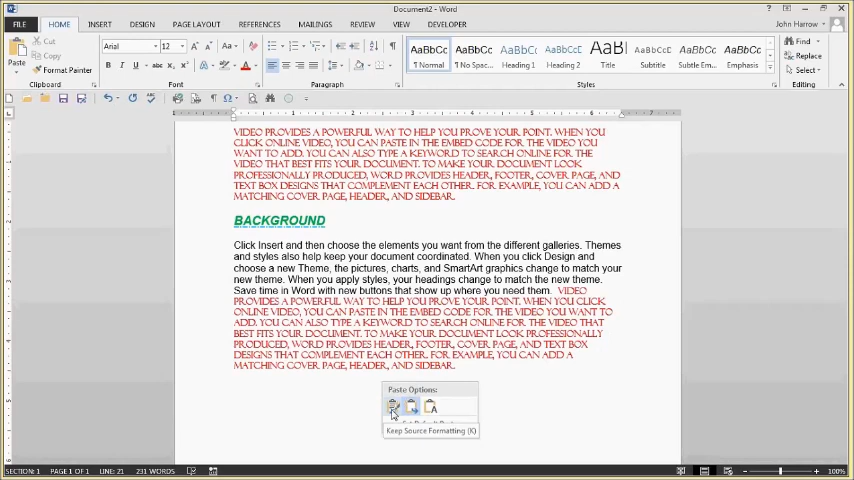 Document2 - Word
FILE HOME INSERT DESIGN PAGE LAYOUT REFERENCES MAILINGS REVIEW VIEW DEVELOPER John Harrow
Cut
Copy
Format Painter
Paste
Arial 12 Aa
B I U abc
AaBbCc AaBbCc AaBbCc AaBbCc AaBl AaBbCc AaBbCc AaBbCc
¶ Normal ¶ No Spac... Heading 1 Heading 2 Title Subtitle Subtle Em... Emphasis
Find
Replace
Select
Clipboard Font Paragraph Styles Editing
1 1 2 3 4 5 6 7
VIDEO PROVIDES A POWERFUL WAY TO HELP YOU PROVE YOUR POINT. WHEN YOU
CLICK ONLINE VIDEO, YOU CAN PASTE IN THE EMBED CODE FOR THE VIDEO YOU
WANT TO ADD. YOU CAN ALSO TYPE A KEYWORD TO SEARCH ONLINE FOR THE
VIDEO THAT BEST FITS YOUR DOCUMENT. TO MAKE YOUR DOCUMENT LOOK
PROFESSIONALLY PRODUCED, WORD PROVIDES HEADER, FOOTER, COVER PAGE, AND
TEXT BOX DESIGNS THAT COMPLEMENT EACH OTHER. FOR EXAMPLE, YOU CAN ADD A
MATCHING COVER PAGE, HEADER, AND SIDEBAR.
BACKGROUND
Click Insert and then choose the elements you want from the different galleries. Themes
and styles also help keep your document coordinated. When you click Design and
choose a new Theme, the pictures, charts, and SmartArt graphics change to match your
new theme. When you apply styles, your headings change to match the new theme.
Save time in Word with new buttons that show up where you need them. VIDEO
PROVIDES A POWERFUL WAY TO HELP YOU PROVE YOUR POINT. WHEN YOU CLICK
ONLINE VIDEO, YOU CAN PASTE IN THE EMBED CODE FOR THE VIDEO YOU WANT TO
ADD. YOU CAN ALSO TYPE A KEYWORD TO SEARCH ONLINE FOR THE VIDEO THAT
BEST FITS YOUR DOCUMENT. TO MAKE YOUR DOCUMENT LOOK PROFESSIONALLY
PRODUCED, WORD PROVIDES HEADER, FOOTER, COVER PAGE, AND TEXT BOX
DESIGNS THAT COMPLEMENT EACH OTHER. FOR EXAMPLE, YOU CAN ADD A
MATCHING COVER PAGE, HEADER, AND SIDEBAR.
Paste Options:
Keep Source Formatting (K)
SECTION: 1 PAGE 1 OF 1 LINE: 21 231 WORDS 100%